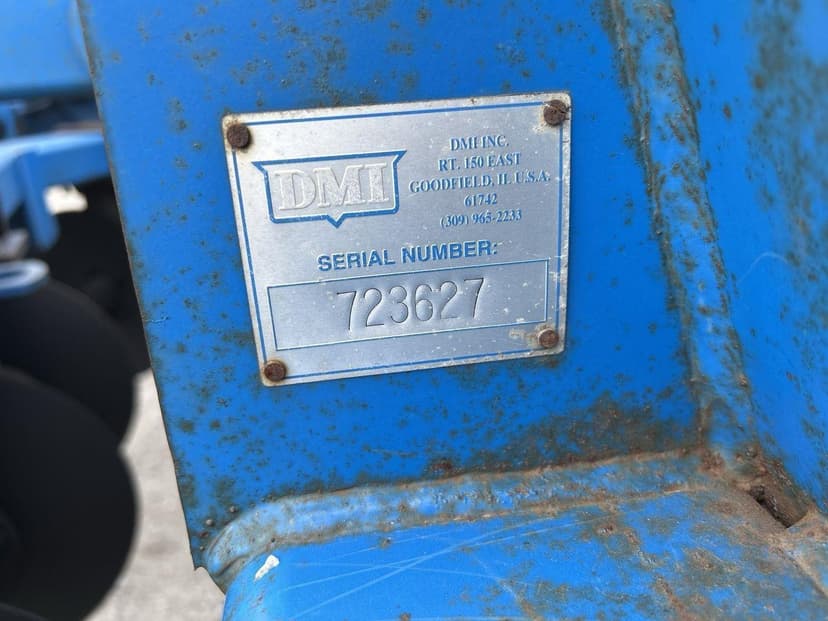 DMI
DMI INC.
RT. 150 EAST
GOODFIELD, IL U.S.A.
61742
(309) 965-2233
SERIAL NUMBER:
723627